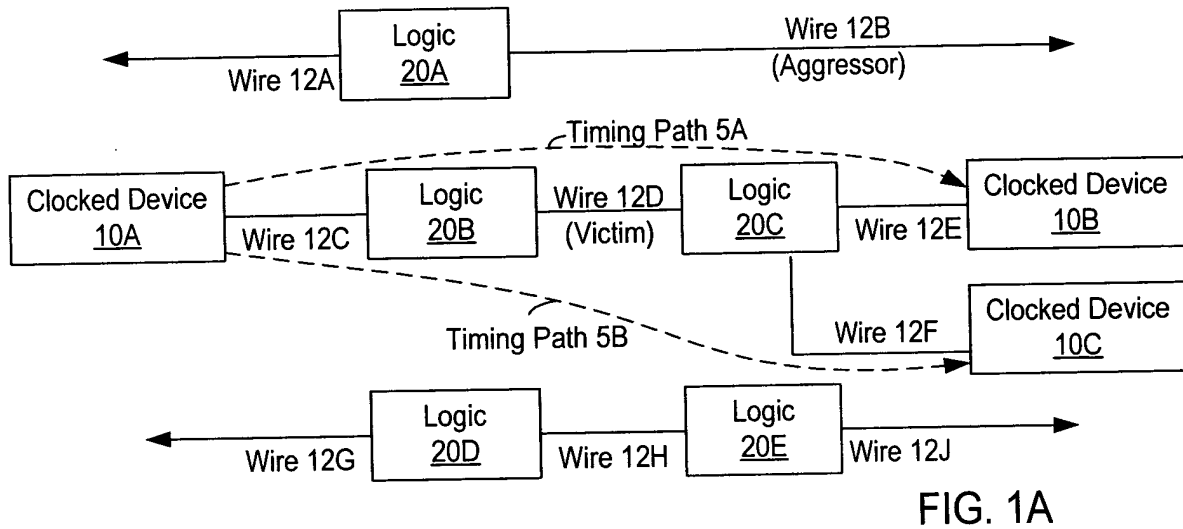 Logic
20A
Wire 12A
Wire 12B
(Aggressor)
Timing Path 5A
Clocked Device
10A
Wire 12C
Logic
20B
Wire 12D
(Victim)
Logic
20C
Wire 12E
Clocked Device
10B
Timing Path 5B
Wire 12F
Clocked Device
10C
Wire 12G
Logic
20D
Wire 12H
Logic
20E
Wire 12J
FIG. 1A